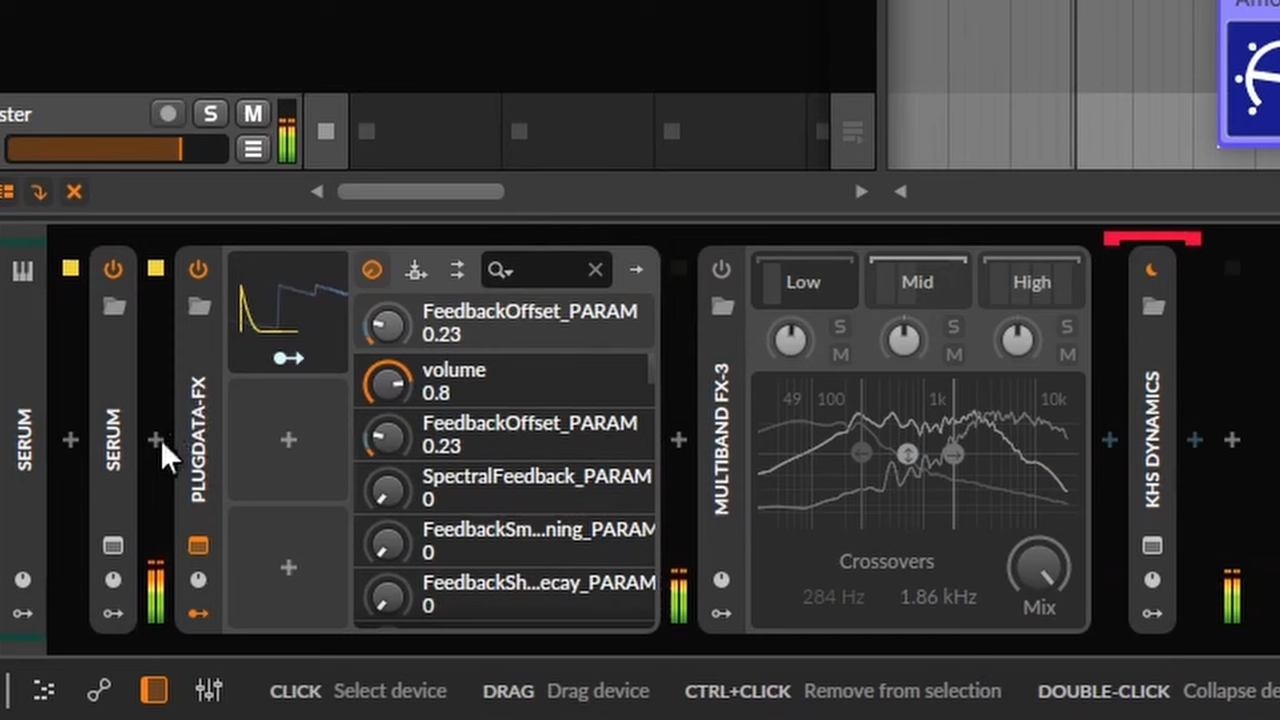 ster
S
M
SERUM
SERUM
PLUGDATA-FX
FeedbackOffset_PARAM
0.23
volume
0.8
FeedbackOffset_PARAM
0.23
SpectralFeedback_PARAM
0
FeedbackSm...ning_PARAM
0
FeedbackSh...ecay_PARAM
0
MULTIBAND FX-3
Low
Mid
High
S
S
S
M
M
M
49
100
1k
10k
Crossovers
284 Hz
1.86 kHz
Mix
KHS DYNAMICS
CLICK Select device DRAG Drag device CTRL+CLICK Remove from selection DOUBLE-CLICK Collapse de